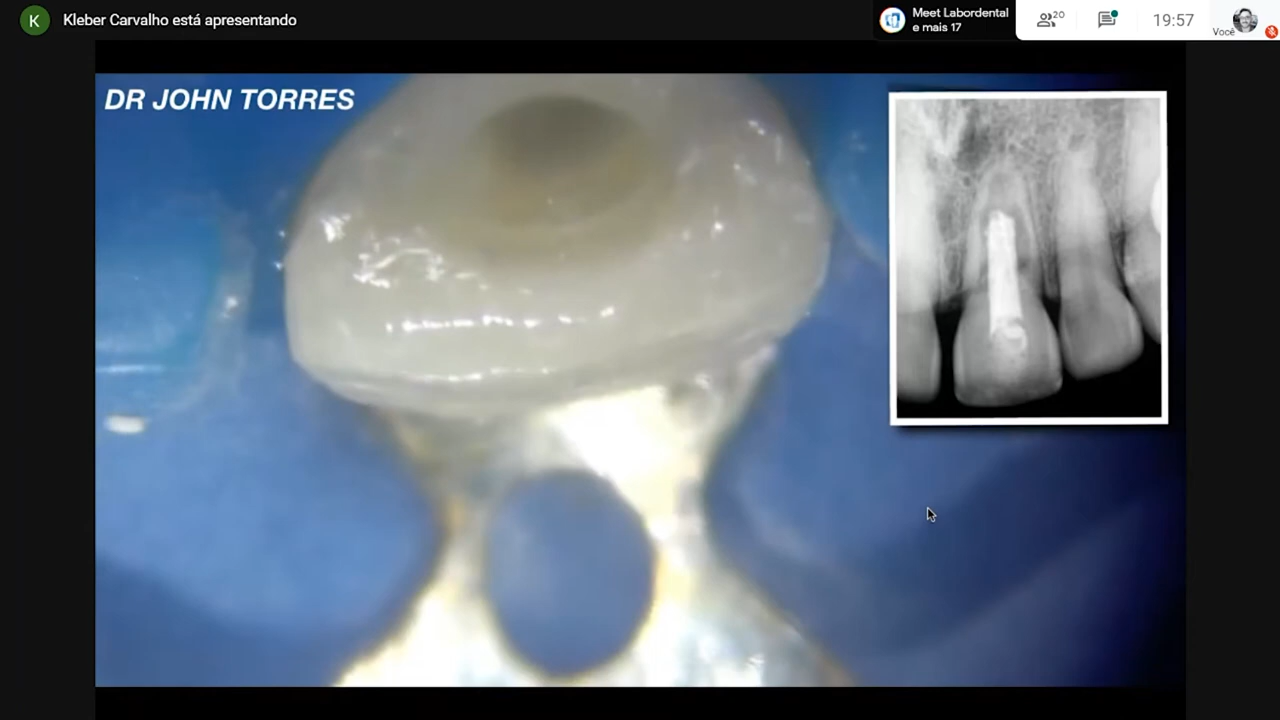 K
Kleber Carvalho está apresentando
Meet Labordental
e mais 17
20
19:57
Você
DR JOHN TORRES